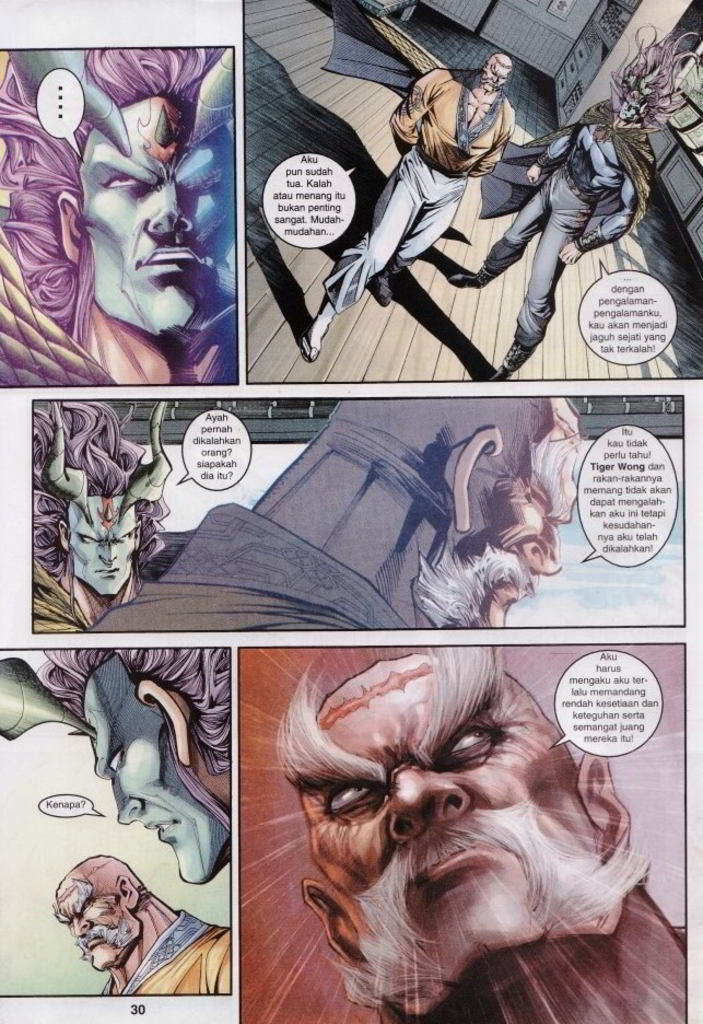 ....
Aku
pun sudah
tua. Kalah
atau menang itu
bukan penting
sangat. Mudah-
mudahan...
...
dengan
pengalaman-
pengalamanku,
kau akan menjadi
jaguh sejati yang
tak terkalah!
Ayah
pernah
dikalahkan
orang?
siapakah
dia itu?
Itu
kau tidak
perlu tahu!
Tiger Wong dan
rakan-rakannya
memang tidak akan
dapat mengalah-
kan aku ini tetapi
kesudahan-
nya aku telah
dikalahkan!
Kenapa?
Aku
harus
mengaku aku ter-
lalu memandang
rendah kesetiaan dan
keteguhan serta
semangat juang
mereka itu!
30